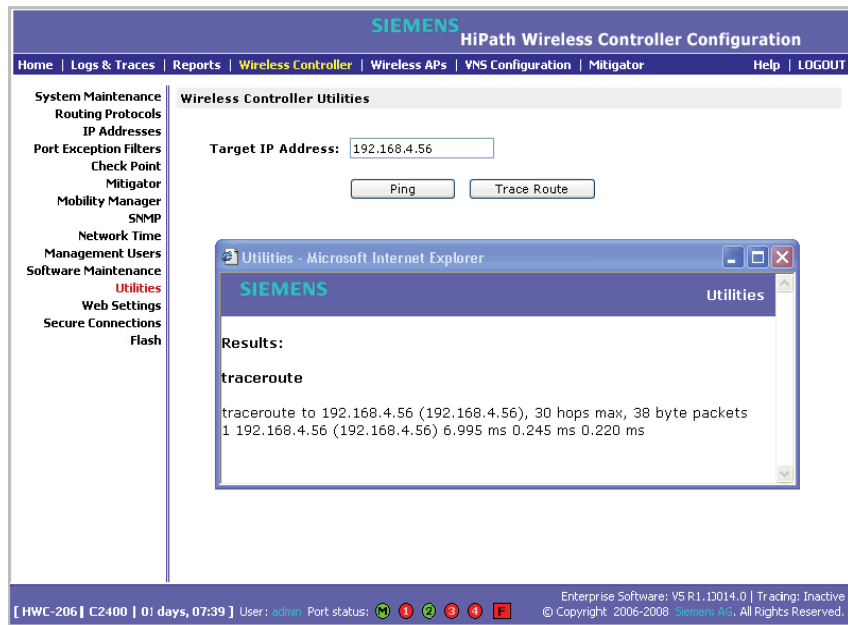 SIEMENS
HiPath Wireless Controller Configuration
Home | Logs & Traces | Reports | Wireless Controller | Wireless APs | VNS Configuration | Mitigator Help | LOGOUT
System Maintenance
Routing Protocols
IP Addresses
Port Exception Filters
Check Point
Mitigator
Mobility Manager
SNMP
Network Time
Management Users
Software Maintenance
Utilities
Web Settings
Secure Connections
Flash
Wireless Controller Utilities
Target IP Address: 192.168.4.56
Ping Trace Route
Utilities - Microsoft Internet Explorer
SIEMENS
Utilities
Results:
traceroute
traceroute to 192.168.4.56 (192.168.4.56), 30 hops max, 38 byte packets
1 192.168.4.56 (192.168.4.56) 6.995 ms 0.245 ms 0.220 ms
Enterprise Software: V5 R1.13014.0 | Tracing: Inactive
[ HWC-206 | C2400 | 01 days, 07:39 ] User: admin Port status: M 1 2 3 4 F
© Copyright 2006-2008 Siemens AG. All Rights Reserved.